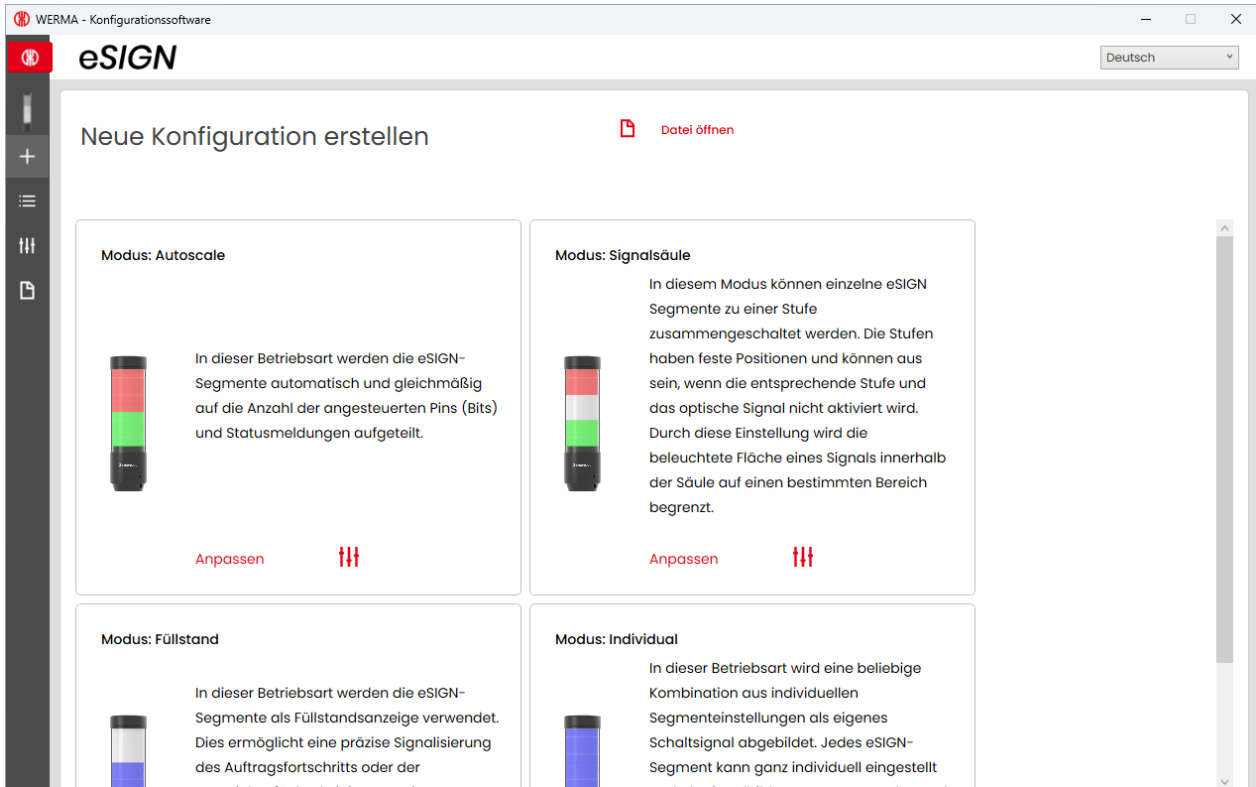 WERMA - Konfigurationssoftware
eSIGN
Deutsch
Neue Konfiguration erstellen
Datei öffnen
Modus: Autoscale
In dieser Betriebsart werden die eSIGN-
Segmente automatisch und gleichmäßig
auf die Anzahl der angesteuerten Pins (Bits)
und Statusmeldungen aufgeteilt.
Anpassen
Modus: Signalsäule
In diesem Modus können einzelne eSIGN
Segmente zu einer Stufe
zusammengeschaltet werden. Die Stufen
haben feste Positionen und können aus
sein, wenn die entsprechende Stufe und
das optische Signal nicht aktiviert wird.
Durch diese Einstellung wird die
beleuchtete Fläche eines Signals innerhalb
der Säule auf einen bestimmten Bereich
begrenzt.
Anpassen
Modus: Füllstand
In dieser Betriebsart werden die eSIGN-
Segmente als Füllstandsanzeige verwendet.
Dies ermöglicht eine präzise Signalisierung
des Auftragsfortschritts oder der
Modus: Individual
In dieser Betriebsart wird eine beliebige
Kombination aus individuellen
Segmenteinstellungen als eigenes
Schaltsignal abgebildet. Jedes eSIGN-
Segment kann ganz individuell eingestellt